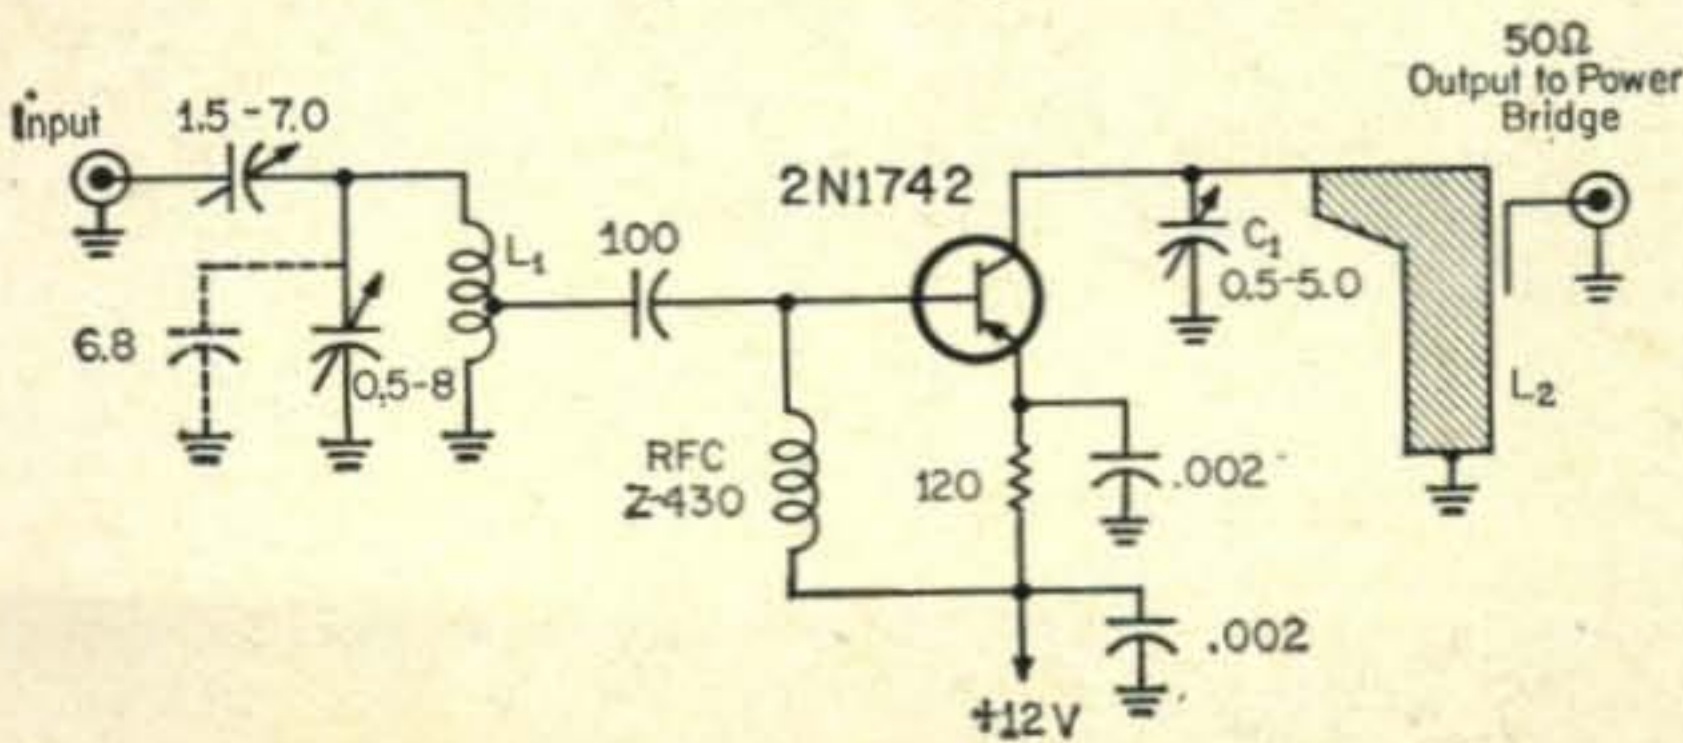 Input
1.5-7.0
50Ω
Output to Power
Bridge
2N1742
L1
100
C1
0.5-5.0
6.8
0.5-8
L2
RFC
Z-430
120
.002
.002
+12V